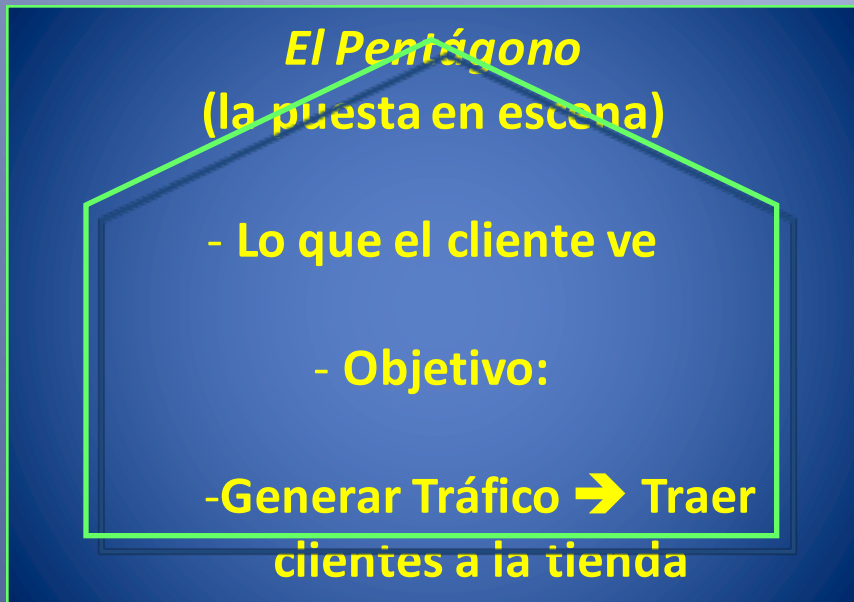 El Pentágono
(la puesta en escena)
- Lo que el cliente ve
- Objetivo:
-Generar Tráfico ➔ Traer
clientes a la tienda